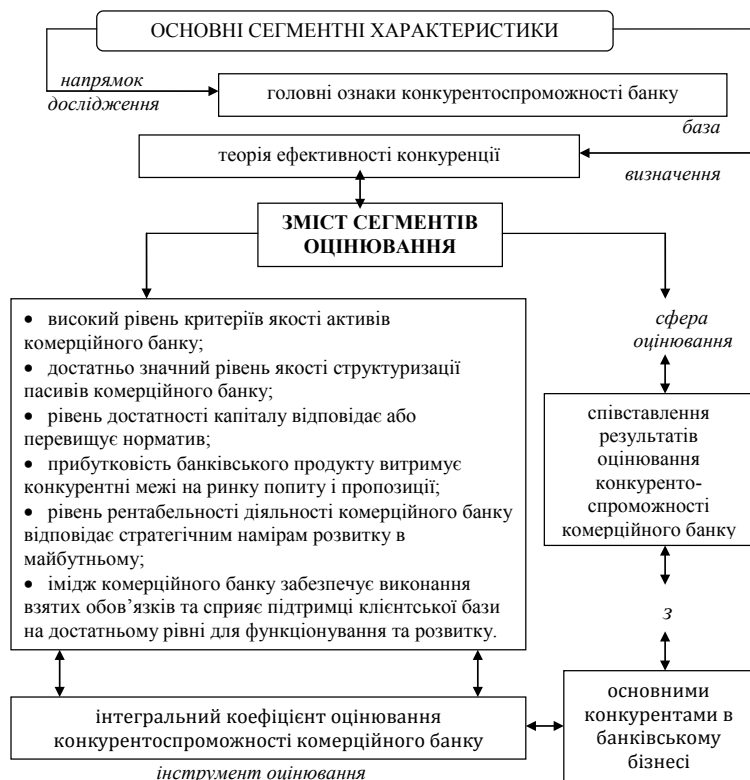 ОСНОВНІ СЕГМЕНТНІ ХАРАКТЕРИСТИКИ
напрямок
дослідження
головні ознаки конкурентоспроможності банку
база
теорія ефективності конкуренції
визначення
ЗМІСТ СЕГМЕНТІВ
ОЦІНЮВАННЯ
• високий рівень критеріїв якості активів
комерційного банку;
• достатньо значний рівень якості структуризації
пасивів комерційного банку;
• рівень достатності капіталу відповідає або
перевищує норматив;
• прибутковість банківського продукту витримує
конкурентні межі на ринку попиту і пропозиції;
• рівень рентабельності діяльності комерційного банку
відповідає стратегічним намірам розвитку в
майбутньому;
• імідж комерційного банку забезпечує виконання
взятих обов’язків та сприяє підтримці клієнтської бази
на достатньому рівні для функціонування та розвитку.
сфера
оцінювання
співставлення
результатів
оцінювання
конкуренто-
спроможності
комерційного банку
з
основними
конкурентами в
банківському
бізнесі
інтегральний коефіцієнт оцінювання
конкурентоспроможності комерційного банку
інструмент оцінювання